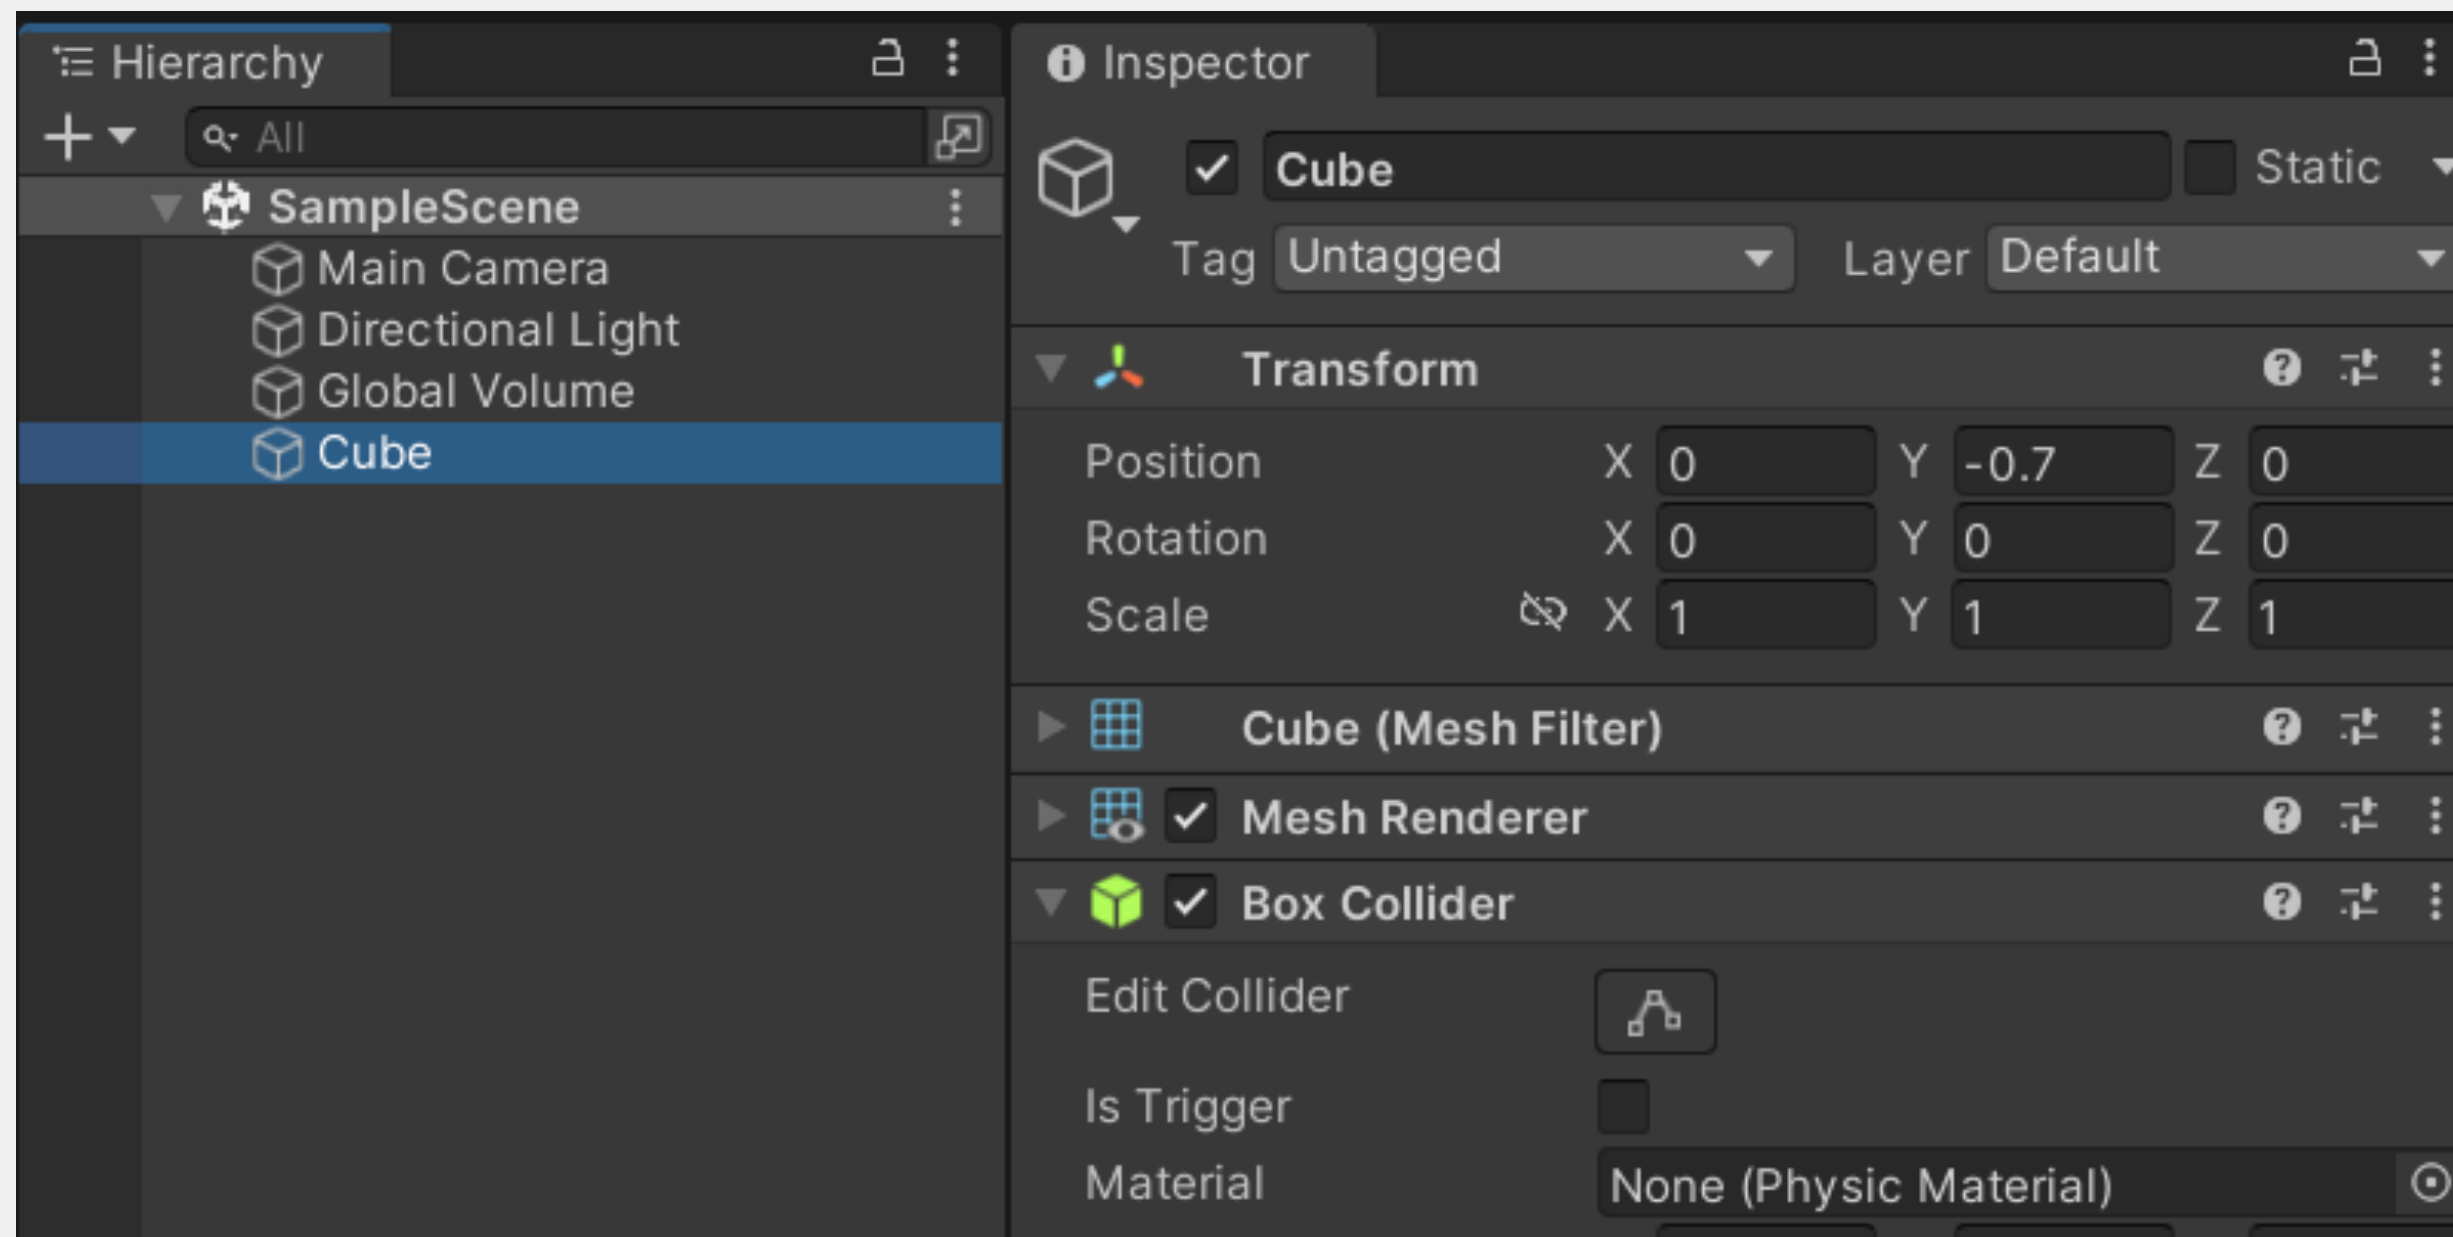 Hierarchy
All
SampleScene
Main Camera
Directional Light
Global Volume
Cube
Inspector
Cube
Static
Tag Untagged Layer Default
Transform
Position X 0 Y -0.7 Z 0
Rotation X 0 Y 0 Z 0
Scale X 1 Y 1 Z 1
Cube (Mesh Filter)
Mesh Renderer
Box Collider
Edit Collider
Is Trigger
Material None (Physic Material)